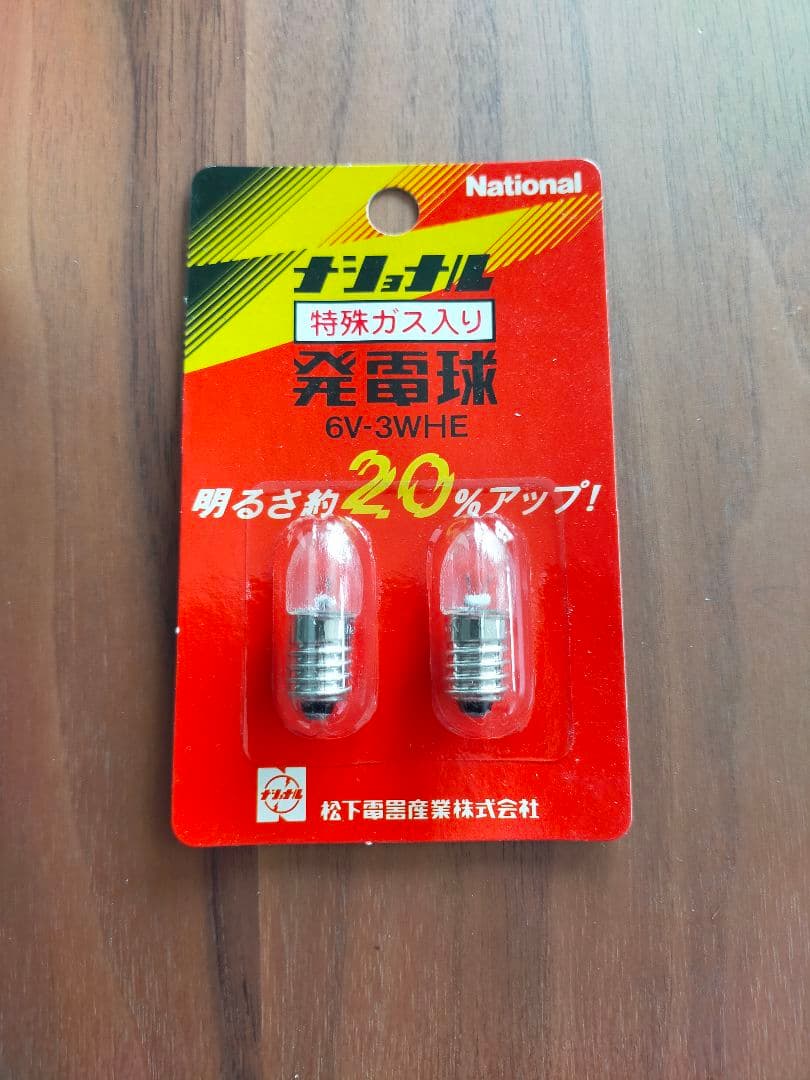 National
ナショナル
特殊ガス入り
発電球
6V-3WHE
明るさ約20%アップ!
ナショナル
松下電器産業株式会社